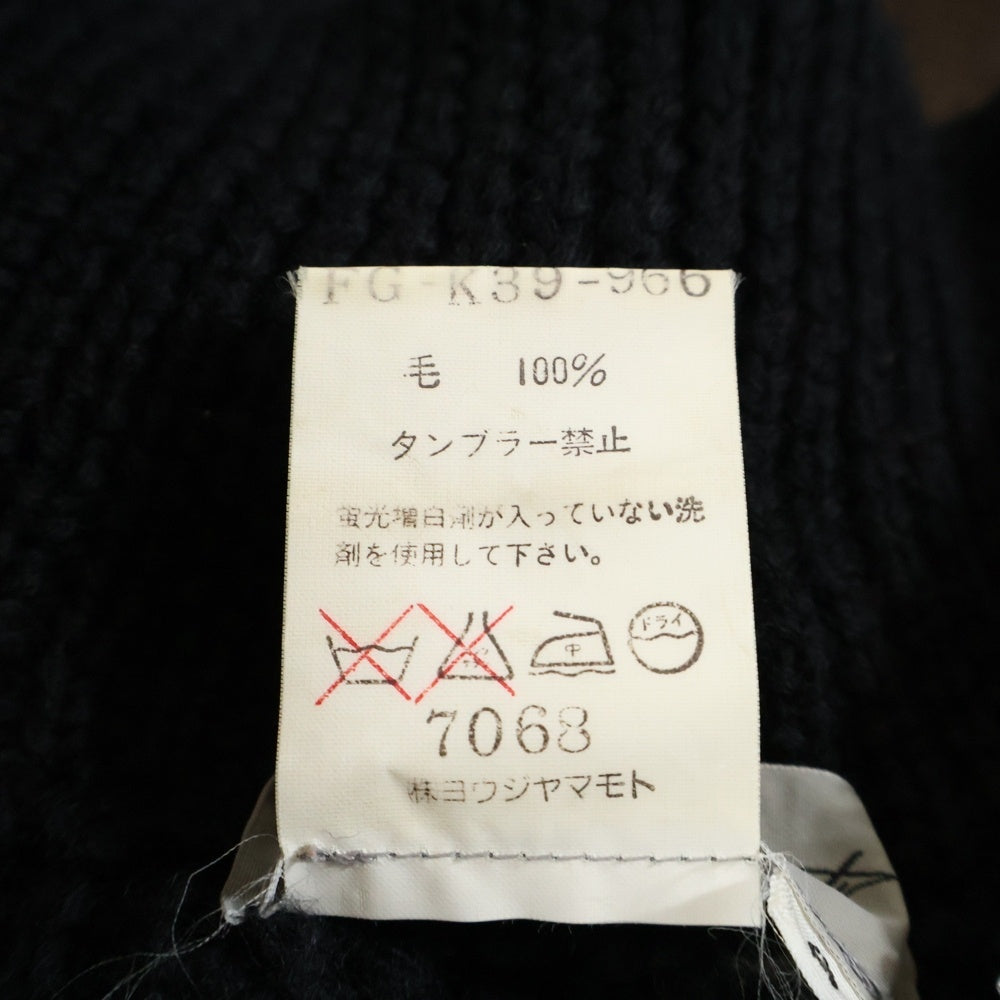 FG-K39-966
毛 100%
タンブラー禁止
蛍光増白剤が入っていない洗
剤を使用して下さい。
中
ドライ
7068
㈱ヨウジヤマモト